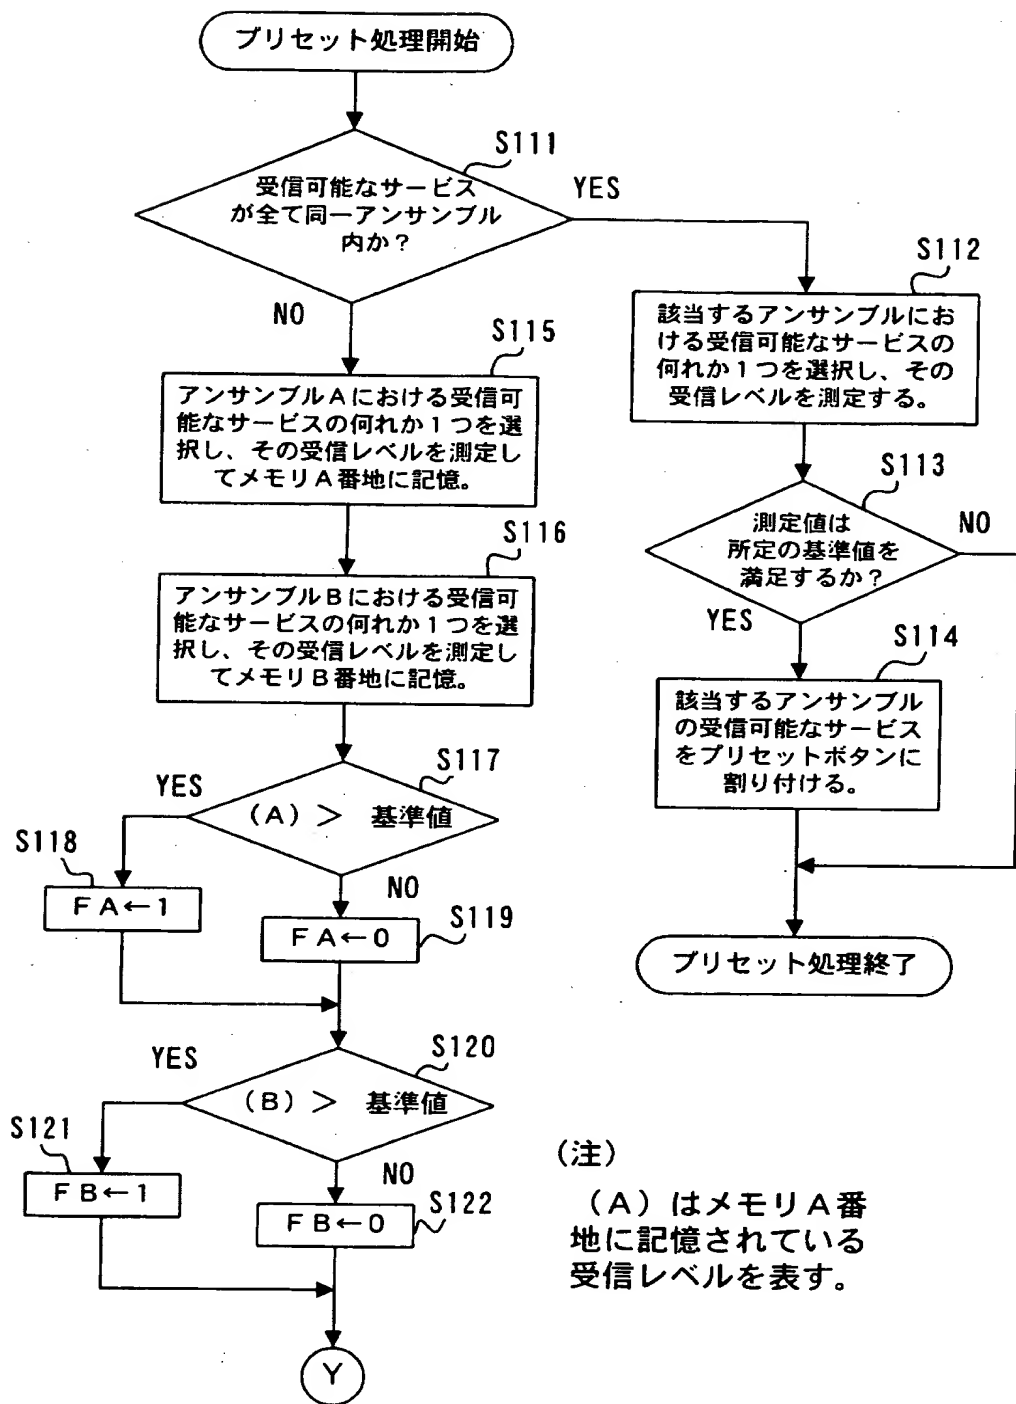 プリセット処理開始
S111
受信可能なサービス
が全て同一アンサンブル
内か？
YES
NO
S112
該当するアンサンブルにお
ける受信可能なサービスの
何れか１つを選択し、その
受信レベルを測定する。
S113
測定値は
所定の基準値を
満足するか？
NO
YES
S114
該当するアンサンブル
の受信可能なサービス
をプリセットボタンに
割り付ける。
プリセット処理終了
S115
アンサンブルＡにおける受信可
能なサービスの何れか１つを選
択し、その受信レベルを測定し
てメモリＡ番地に記憶。
S116
アンサンブルＢにおける受信可
能なサービスの何れか１つを選
択し、その受信レベルを測定し
てメモリＢ番地に記憶。
S117
YES
（Ａ）＞ 基準値
S118
ＦＡ←１
NO
S119
ＦＡ←０
S120
YES
（Ｂ）＞ 基準値
S121
ＦＢ←１
NO
S122
ＦＢ←０
Y
（注）
（Ａ）はメモリＡ番
地に記憶されている
受信レベルを表す。